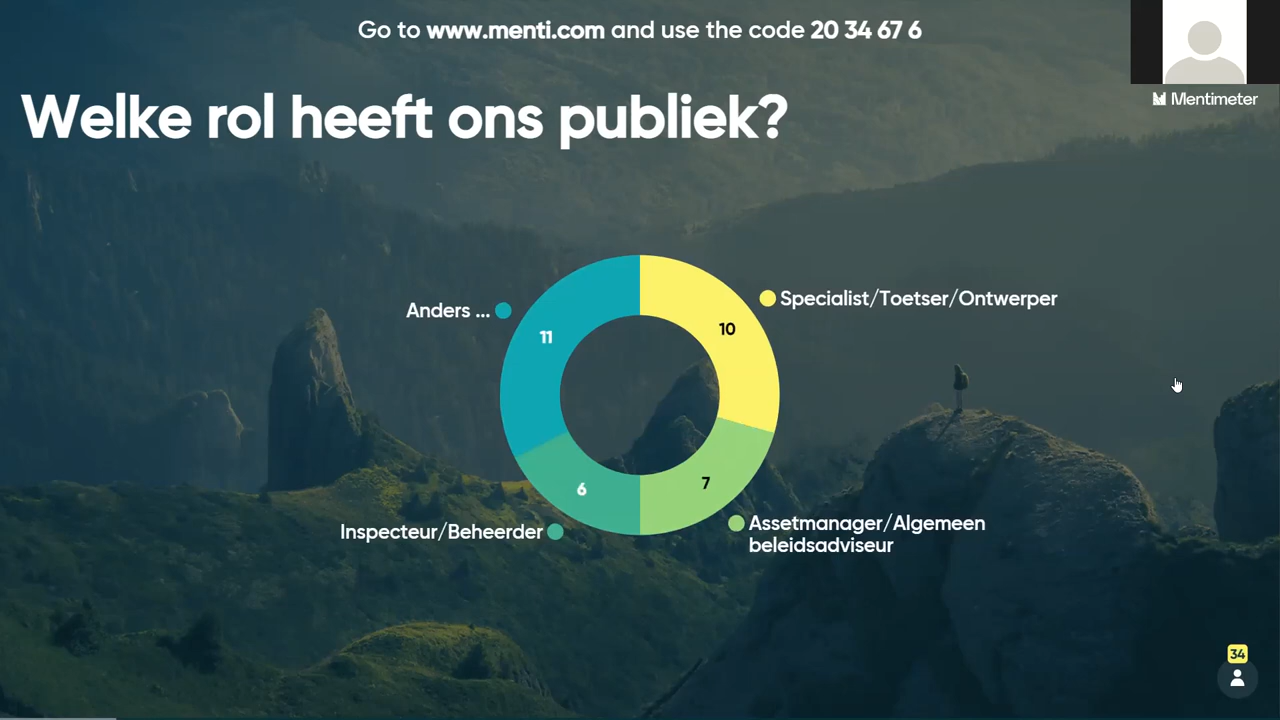 Go to www.menti.com and use the code 20 34 67 6
Mentimeter
Welke rol heeft ons publiek?
Anders ...
11
10
Specialist/Toetser/Ontwerper
Inspecteur/Beheerder
6
7
Assetmanager/Algemeen
beleidsadviseur
34